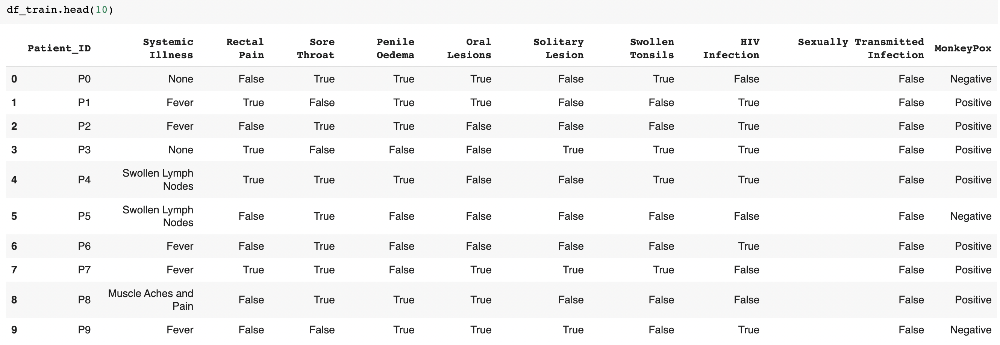 df_train.head(10)
Patient_ID Systemic Illness Rectal Pain Sore Throat Penile Oedema Oral Lesions Solitary Lesion Swollen Tonsils HIV Infection Sexually Transmitted Infection MonkeyPox
0 P0 None False True True True False True False False Negative
1 P1 Fever True False True True False False True False Positive
2 P2 Fever False True True False False False True False Positive
3 P3 None True False False False True True True False Positive
4 P4 Swollen Lymph Nodes True True True False False True True False Positive
5 P5 Swollen Lymph Nodes False True False False False False False False Negative
6 P6 Fever False True False False False False True False Positive
7 P7 Fever True True False True True True False False Positive
8 P8 Muscle Aches and Pain False True True True False False False False Positive
9 P9 Fever False False True True True False True False Negative